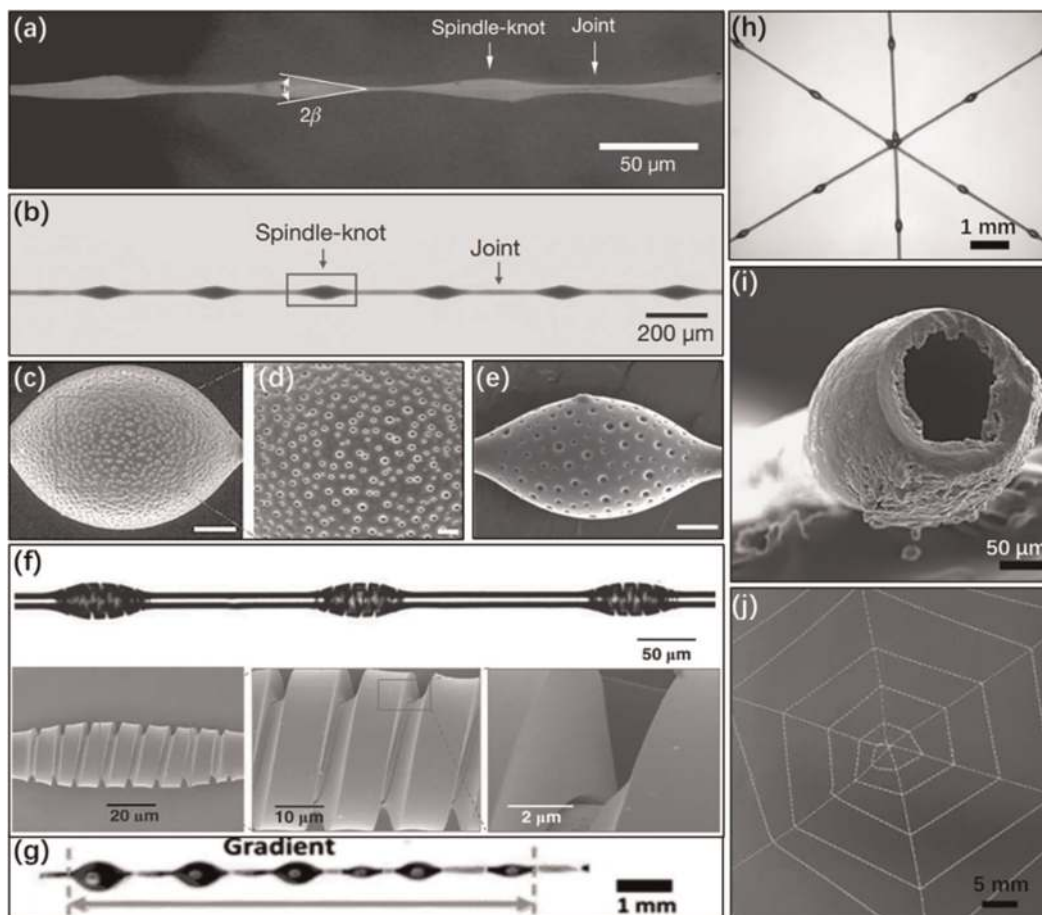 (a)
Spindle-knot
Joint
2β
50 μm
(b)
Spindle-knot
Joint
200 μm
(c)
(d)
(e)
(f)
50 μm
20 μm
10 μm
2 μm
(g)
Gradient
1 mm
(h)
1 mm
(i)
50 μm
(j)
5 mm